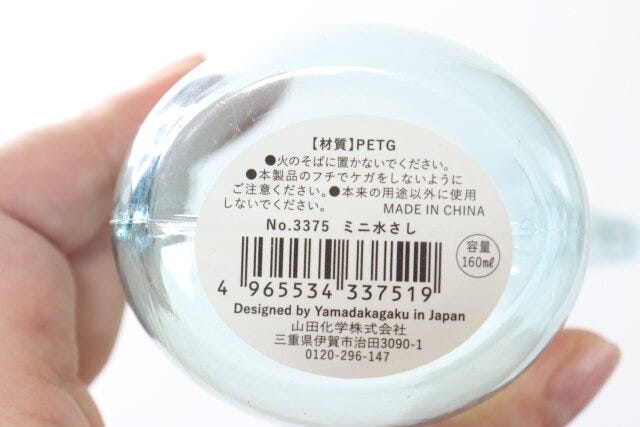 【材質】PETG
●火のそばに置かないでください。
●本製品のフチでケガをしないように
ご注意ください。●本来の用途以外に使用
しないでください。 MADE IN CHINA
No.3375 ミニ水さし
容量
160ml
4 965534 337519
Designed by Yamadakagaku in Japan
山田化学株式会社
三重県伊賀市治田3090-1
0120-296-147